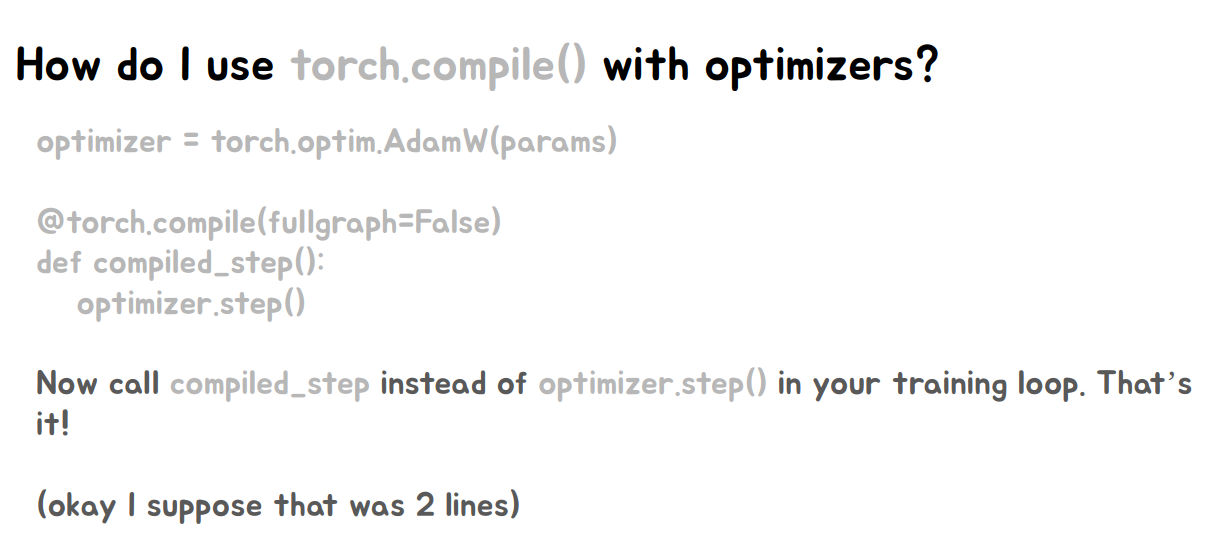 How do I use torch.compile() with optimizers?
optimizer = torch.optim.AdamW(params)
@torch.compile(fullgraph=False)
def compiled_step():
optimizer.step()
Now call compiled_step instead of optimizer.step() in your training loop. That’s
it!
(okay I suppose that was 2 lines)